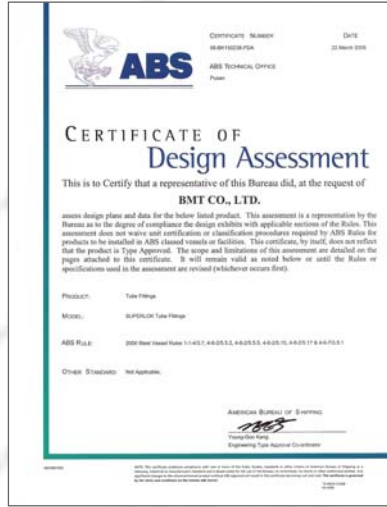 CERTIFICATE NUMBER
DATE
22 March 2006
ABS
ABS TECHNICAL OFFICE
Pusan
CERTIFICATE OF
Design Assessment
This is to Certify that a representative of this Bureau did, at the request of
BMT CO., LTD.
assess design plans and data for the below listed product. This assessment is a representation by the
Bureau as to the degree of compliance the design exhibits with applicable sections of the Rules. This
assessment does not waive unit certification or classification procedures required by ABS Rules for
products to be installed in ABS classed vessels or facilities. This certificate, by itself, does not reflect
that the product is Type Approved. The scope and limitations of this assessment are detailed on the
pages attached to this certificate. It will remain valid as noted below or until the Rules or
specifications used in the assessment are revised (whichever occurs first).
PRODUCT: Tube Fittings
MODEL: SUPERLOK Tube Fittings
ABS RULE: 2006 Steel Vessel Rules
OTHER STANDARD: Not Applicable.
AMERICAN BUREAU OF SHIPPING
Young-Goo Kang
Engineering Type Approval Co-ordinator